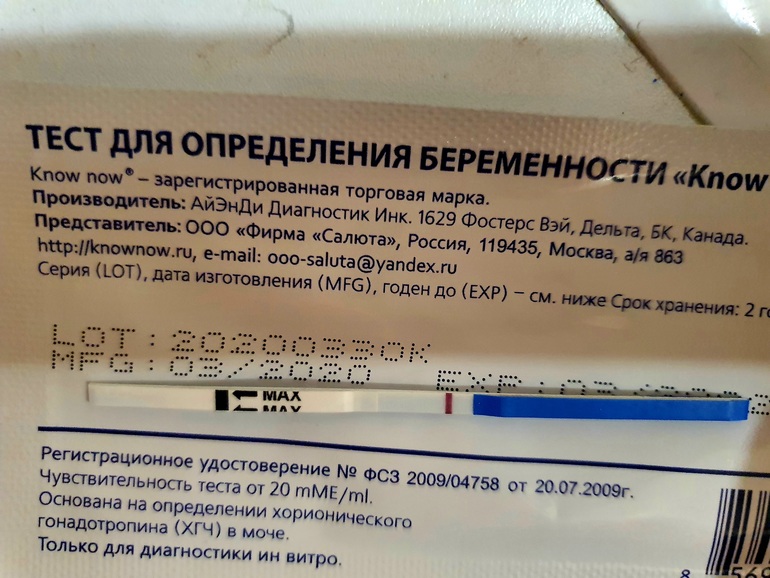 ТЕСТ ДЛЯ ОПРЕДЕЛЕНИЯ БЕРЕМЕННОСТИ «Know
Know now® – зарегистрированная торговая марка.
Производитель: АйЭнДи Диагностик Инк. 1629 Фостерс Вэй, Дельта, БК, Канада.
Представитель: ООО «Фирма «Салюта», Россия, 119435, Москва, а/я 863
http://knownow.ru, e-mail: ooo-saluta@yandex.ru
Серия (LOT), дата изготовления (MFG), годен до (EXP) – см. ниже Срок хранения: 2 го
LOT: 20200330K
MFG: 03/2020 EXP: 03/
MAX
MAX
Регистрационное удостоверение № ФСЗ 2009/04758 от 20.07.2009г.
Чувствительность теста от 20 mME/ml.
Основана на определении хорионического
гонадотропина (ХГЧ) в моче.
Только для диагностики ин витро.